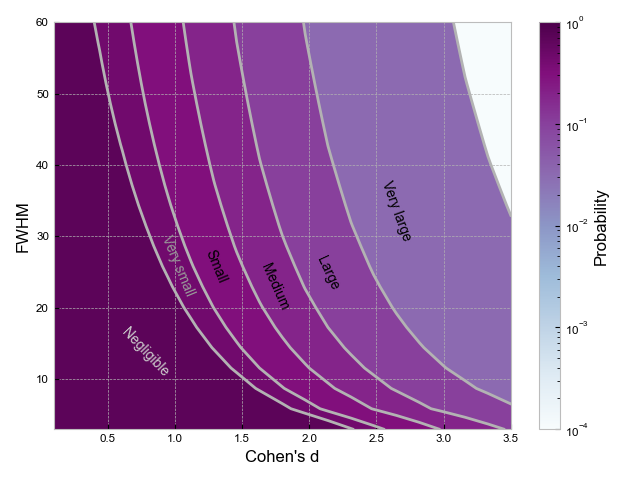 60
50
40
30
20
10
FWHM
0.5 1.0 1.5 2.0 2.5 3.0 3.5
Cohen's d
Negligible
Very small
Small
Medium
Large
Very large
10⁰
10⁻¹
10⁻²
10⁻³
10⁻⁴
Probability